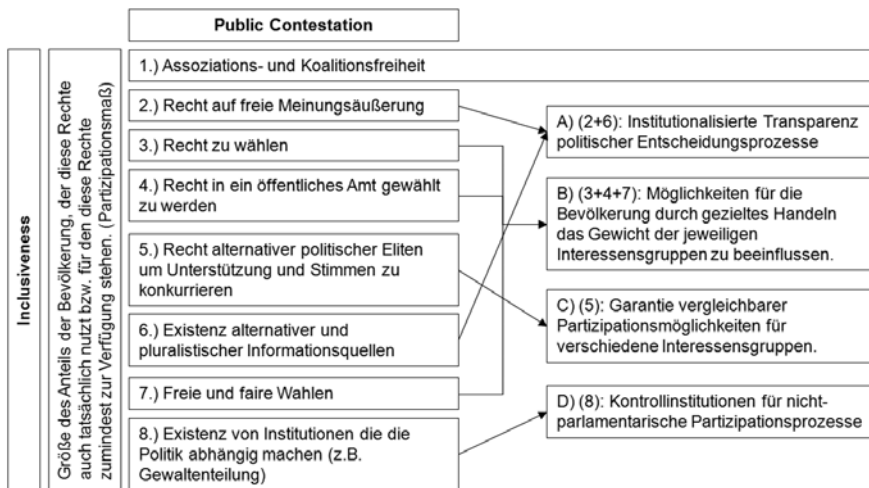 Public Contestation
Inclusiveness
Größe des Anteils der Bevölkerung, der diese Rechte
auch tatsächlich nutzt bzw. für den diese Rechte
zumindest zur Verfügung stehen. (Partizipationsmaß)
1.) Assoziations- und Koalitionsfreiheit
2.) Recht auf freie Meinungsäußerung
3.) Recht zu wählen
4.) Recht in ein öffentliches Amt gewählt
zu werden
5.) Recht alternativer politischer Eliten
um Unterstützung und Stimmen zu
konkurrieren
6.) Existenz alternativer und
pluralistischer Informationsquellen
7.) Freie und faire Wahlen
8.) Existenz von Institutionen die die
Politik abhängig machen (z.B.
Gewaltenteilung)
A) (2+6): Institutionalisierte Transparenz
politischer Entscheidungsprozesse
B) (3+4+7): Möglichkeiten für die
Bevölkerung durch gezieltes Handeln
das Gewicht der jeweiligen
Interessensgruppen zu beeinflussen.
C) (5): Garantie vergleichbarer
Partizipationsmöglichkeiten für
verschiedene Interessensgruppen.
D) (8): Kontrollinstitutionen für nicht-
parlamentarische Partizipationsprozesse